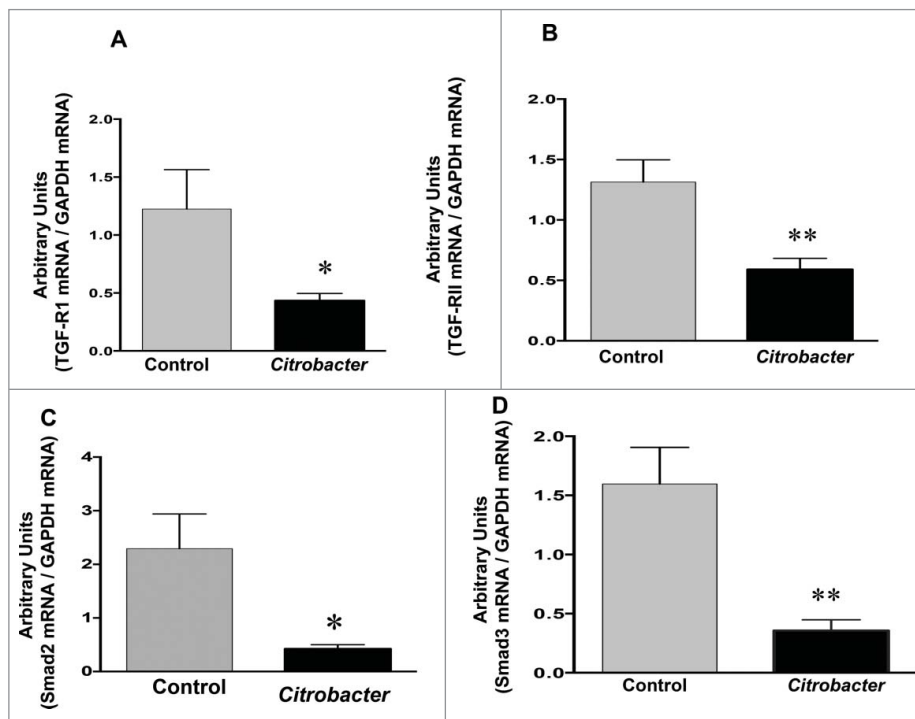 A
Arbitrary Units
(TGF-R1 mRNA / GAPDH mRNA)
2.0
1.5
1.0
0.5
0.0
*
Control
Citrobacter
B
Arbitrary Units
(TGF-RII mRNA / GAPDH mRNA)
2.0
1.5
1.0
0.5
0.0
**
Control
Citrobacter
C
Arbitrary Units
(Smad2 mRNA / GAPDH mRNA)
4
3
2
1
0
*
Control
Citrobacter
D
Arbitrary Units
(Smad3 mRNA / GAPDH mRNA)
2.0
1.5
1.0
0.5
0.0
**
Control
Citrobacter